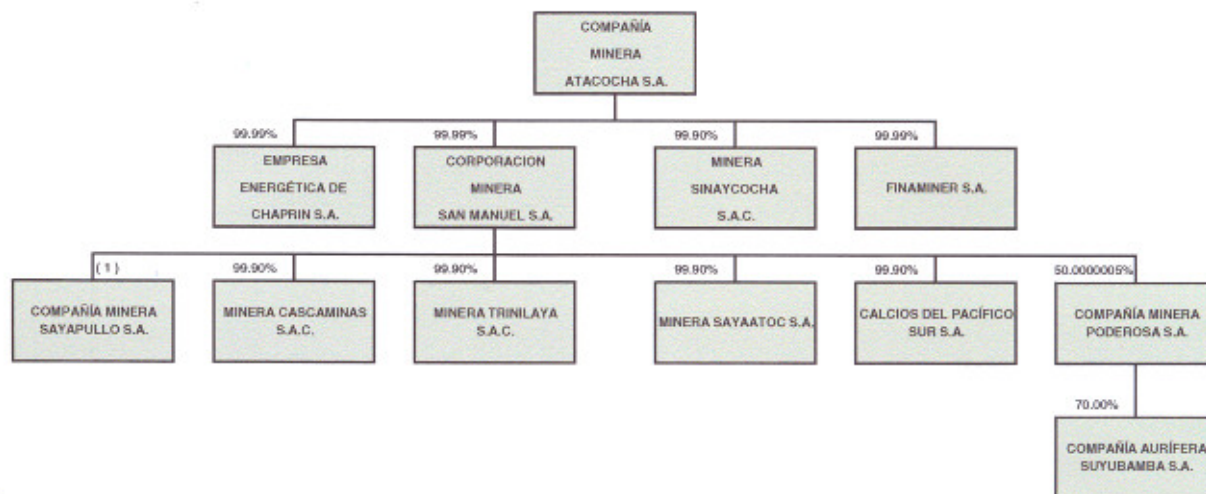 COMPAÑÍA
MINERA
ATACOCHA S.A.
99.99%
99.99%
99.90%
99.99%
EMPRESA
ENERGÉTICA DE
CHAPRIN S.A.
CORPORACION
MINERA
SAN MANUEL S.A.
MINERA
SINAYCOCHA
S.A.C.
FINAMINER S.A.
( 1 )
99.90%
99.90%
99.90%
99.90%
50.0000005%
COMPAÑÍA MINERA
SAYAPULLO S.A.
MINERA CASCAMINAS
S.A.C.
MINERA TRINILAYA
S.A.C.
MINERA SAYAATOC S.A.
CALCIOS DEL PACÍFICO
SUR S.A.
COMPAÑÍA MINERA
PODEROSA S.A.
70.00%
COMPAÑÍA AURÍFERA
SUYUBAMBA S.A.